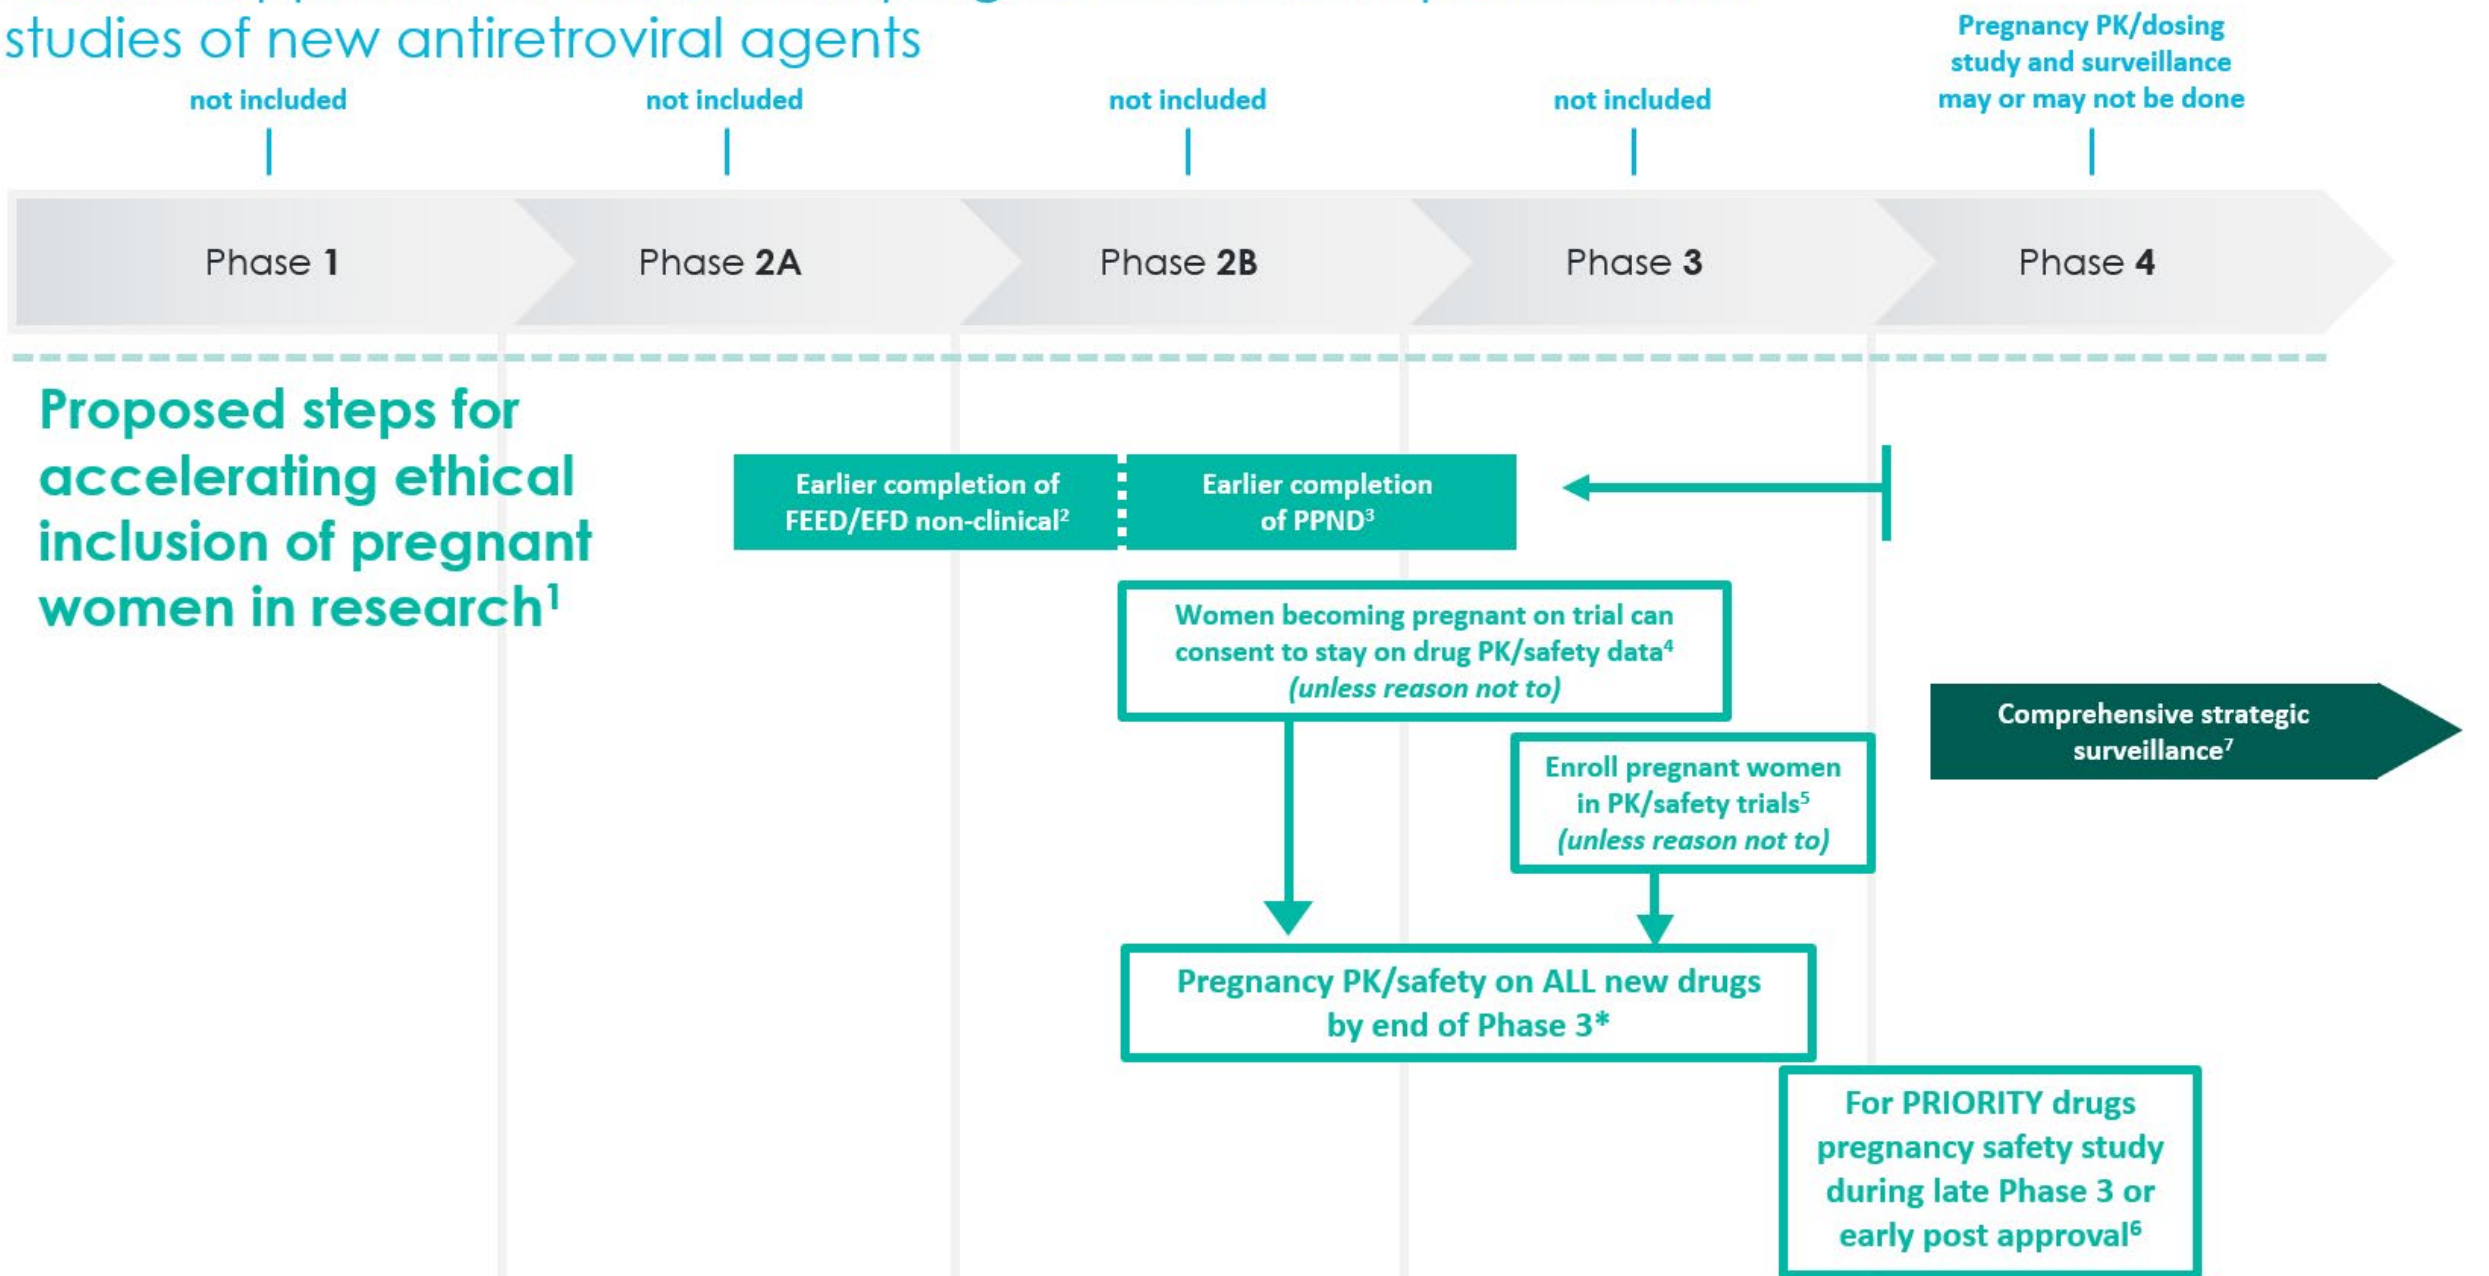 studies of new antiretroviral agents
not included
not included
not included
not included
Pregnancy PK/dosing
study and surveillance
may or may not be done
Phase 1
Phase 2A
Phase 2B
Phase 3
Phase 4
Proposed steps for
accelerating ethical
inclusion of pregnant
women in research¹
Earlier completion of
FEED/EFD non-clinical²
Earlier completion
of PPND³
Women becoming pregnant on trial can
consent to stay on drug PK/safety data⁴
(unless reason not to)
Enroll pregnant women
in PK/safety trials⁵
(unless reason not to)
Comprehensive strategic
surveillance⁷
Pregnancy PK/safety on ALL new drugs
by end of Phase 3*
For PRIORITY drugs
pregnancy safety study
during late Phase 3 or
early post approval⁶